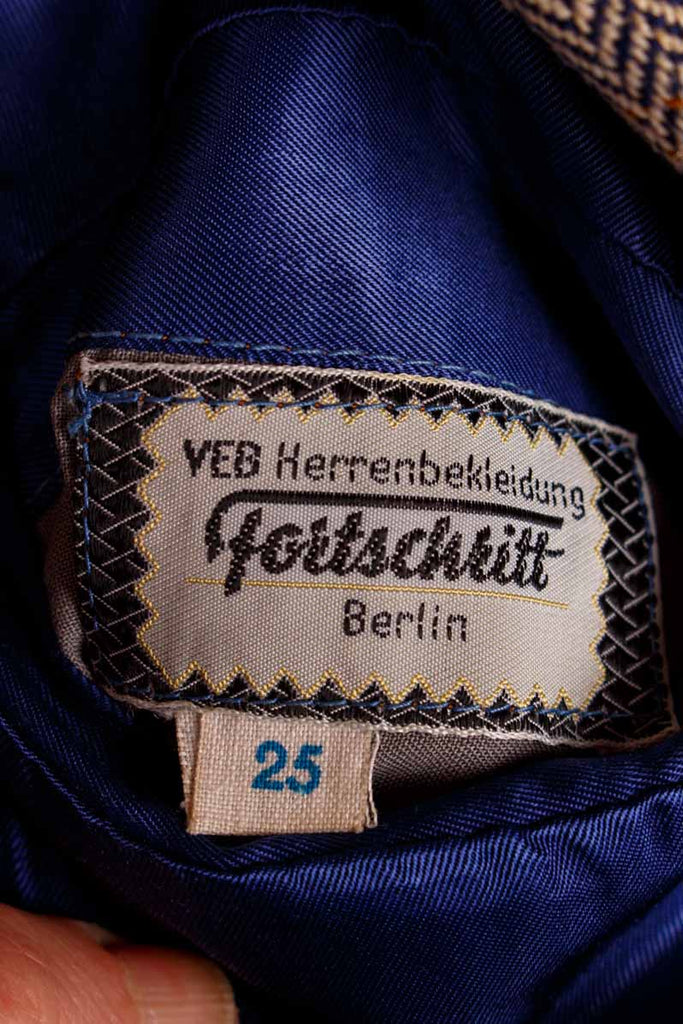 VEB Herrenbekleidung
Fortschritt
Berlin
25